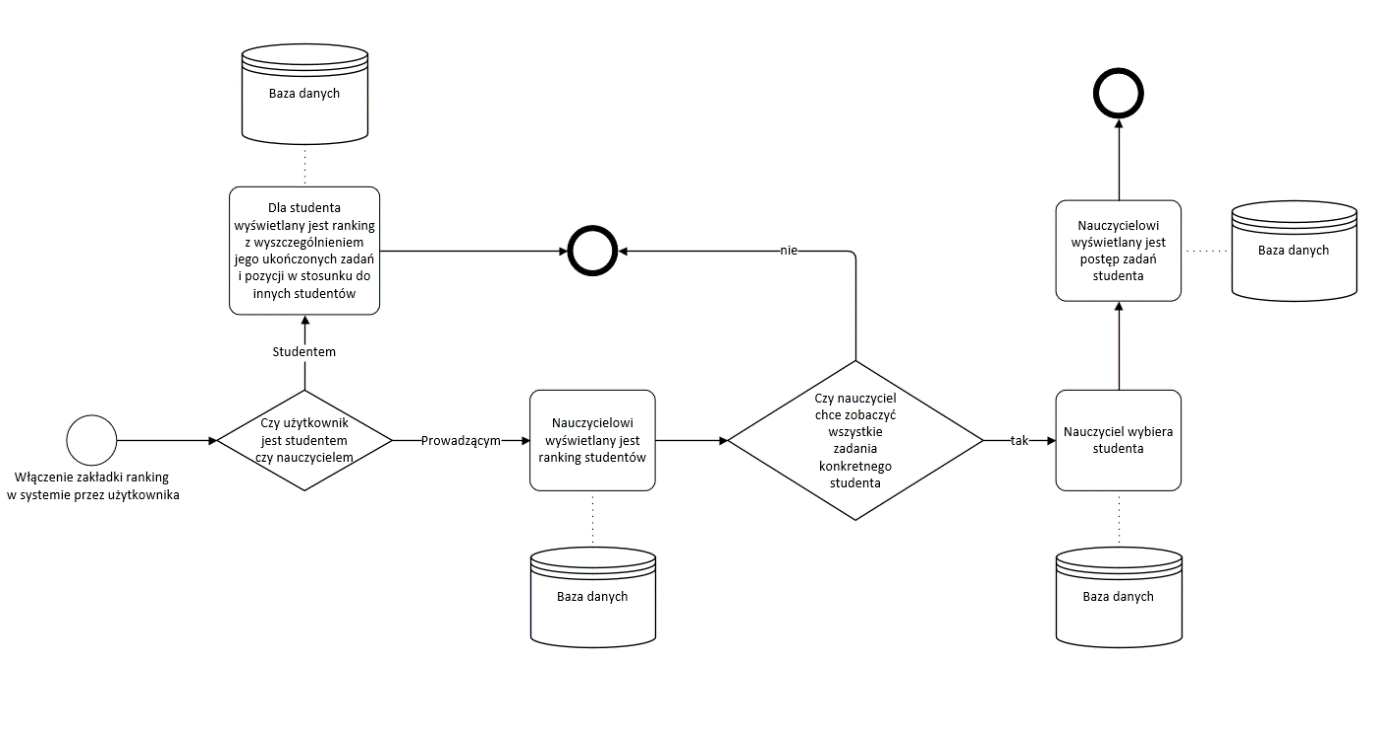 Baza danych
Dla studenta
wyświetlany jest ranking
z wyszczególnieniem
jego ukończonych zadań
i pozycji w stosunku do
innych studentów
nie
Nauczycielowi
wyświetlany jest
postęp zadań
studenta
Baza danych
Studentem
Włączenie zakładki ranking
w systemie przez użytkownika
Czy użytkownik
jest studentem
czy nauczycielem
Prowadzącym
Nauczycielowi
wyświetlany jest
ranking studentów
Czy nauczyciel
chce zobaczyć
wszystkie
zadania
konkretnego
studenta
tak
Nauczyciel wybiera
studenta
Baza danych
Baza danych